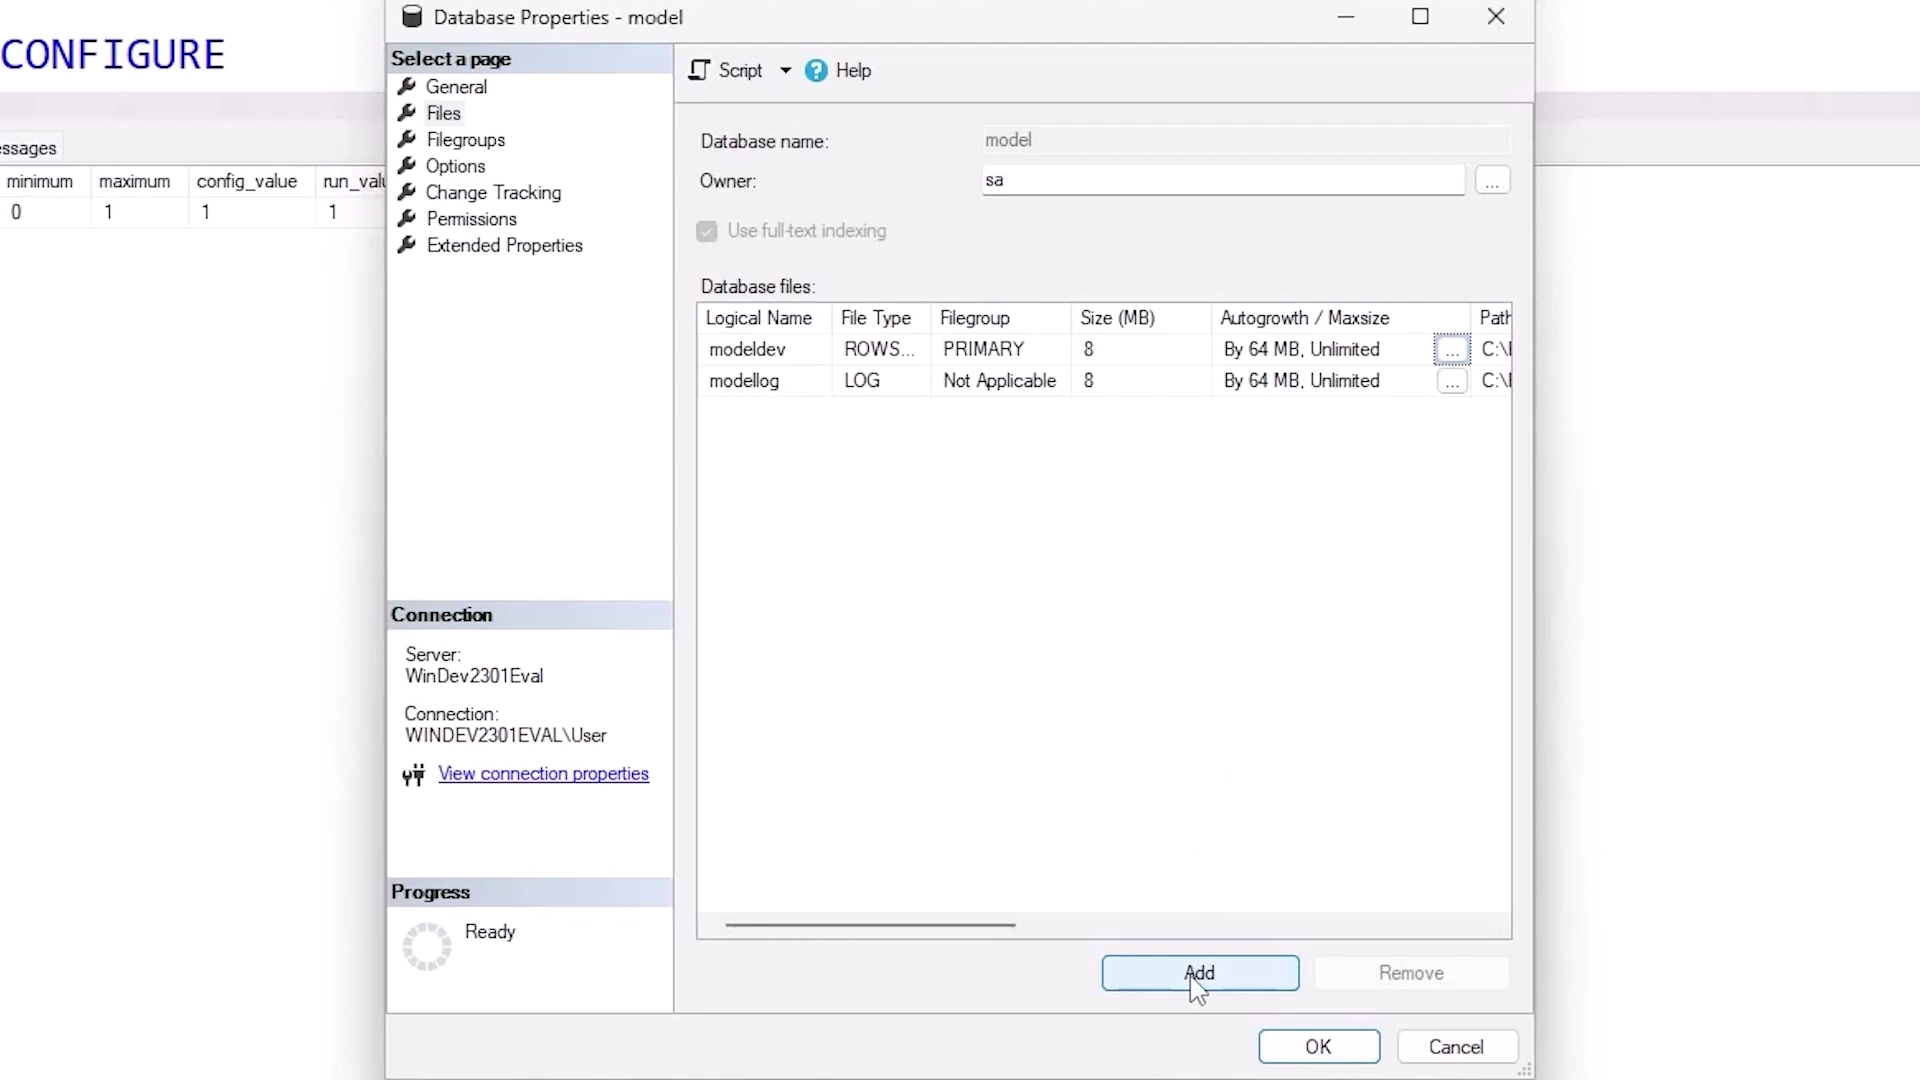 CONFIGURE
essages
minimum maximum config_value run_valu
0 1 1 1
Database Properties - model
Select a page
General
Files
Filegroups
Options
Change Tracking
Permissions
Extended Properties
Connection
Server:
WinDev2301Eval
Connection:
WINDEV2301EVAL\User
View connection properties
Progress
Ready
Script Help
Database name: model
Owner: sa ...
Use full-text indexing
Database files:
Logical Name File Type Filegroup Size (MB) Autogrowth / Maxsize Path
modeldev ROWS... PRIMARY 8 By 64 MB, Unlimited ... C:\
modellog LOG Not Applicable 8 By 64 MB, Unlimited ... C:\
Add Remove
OK Cancel